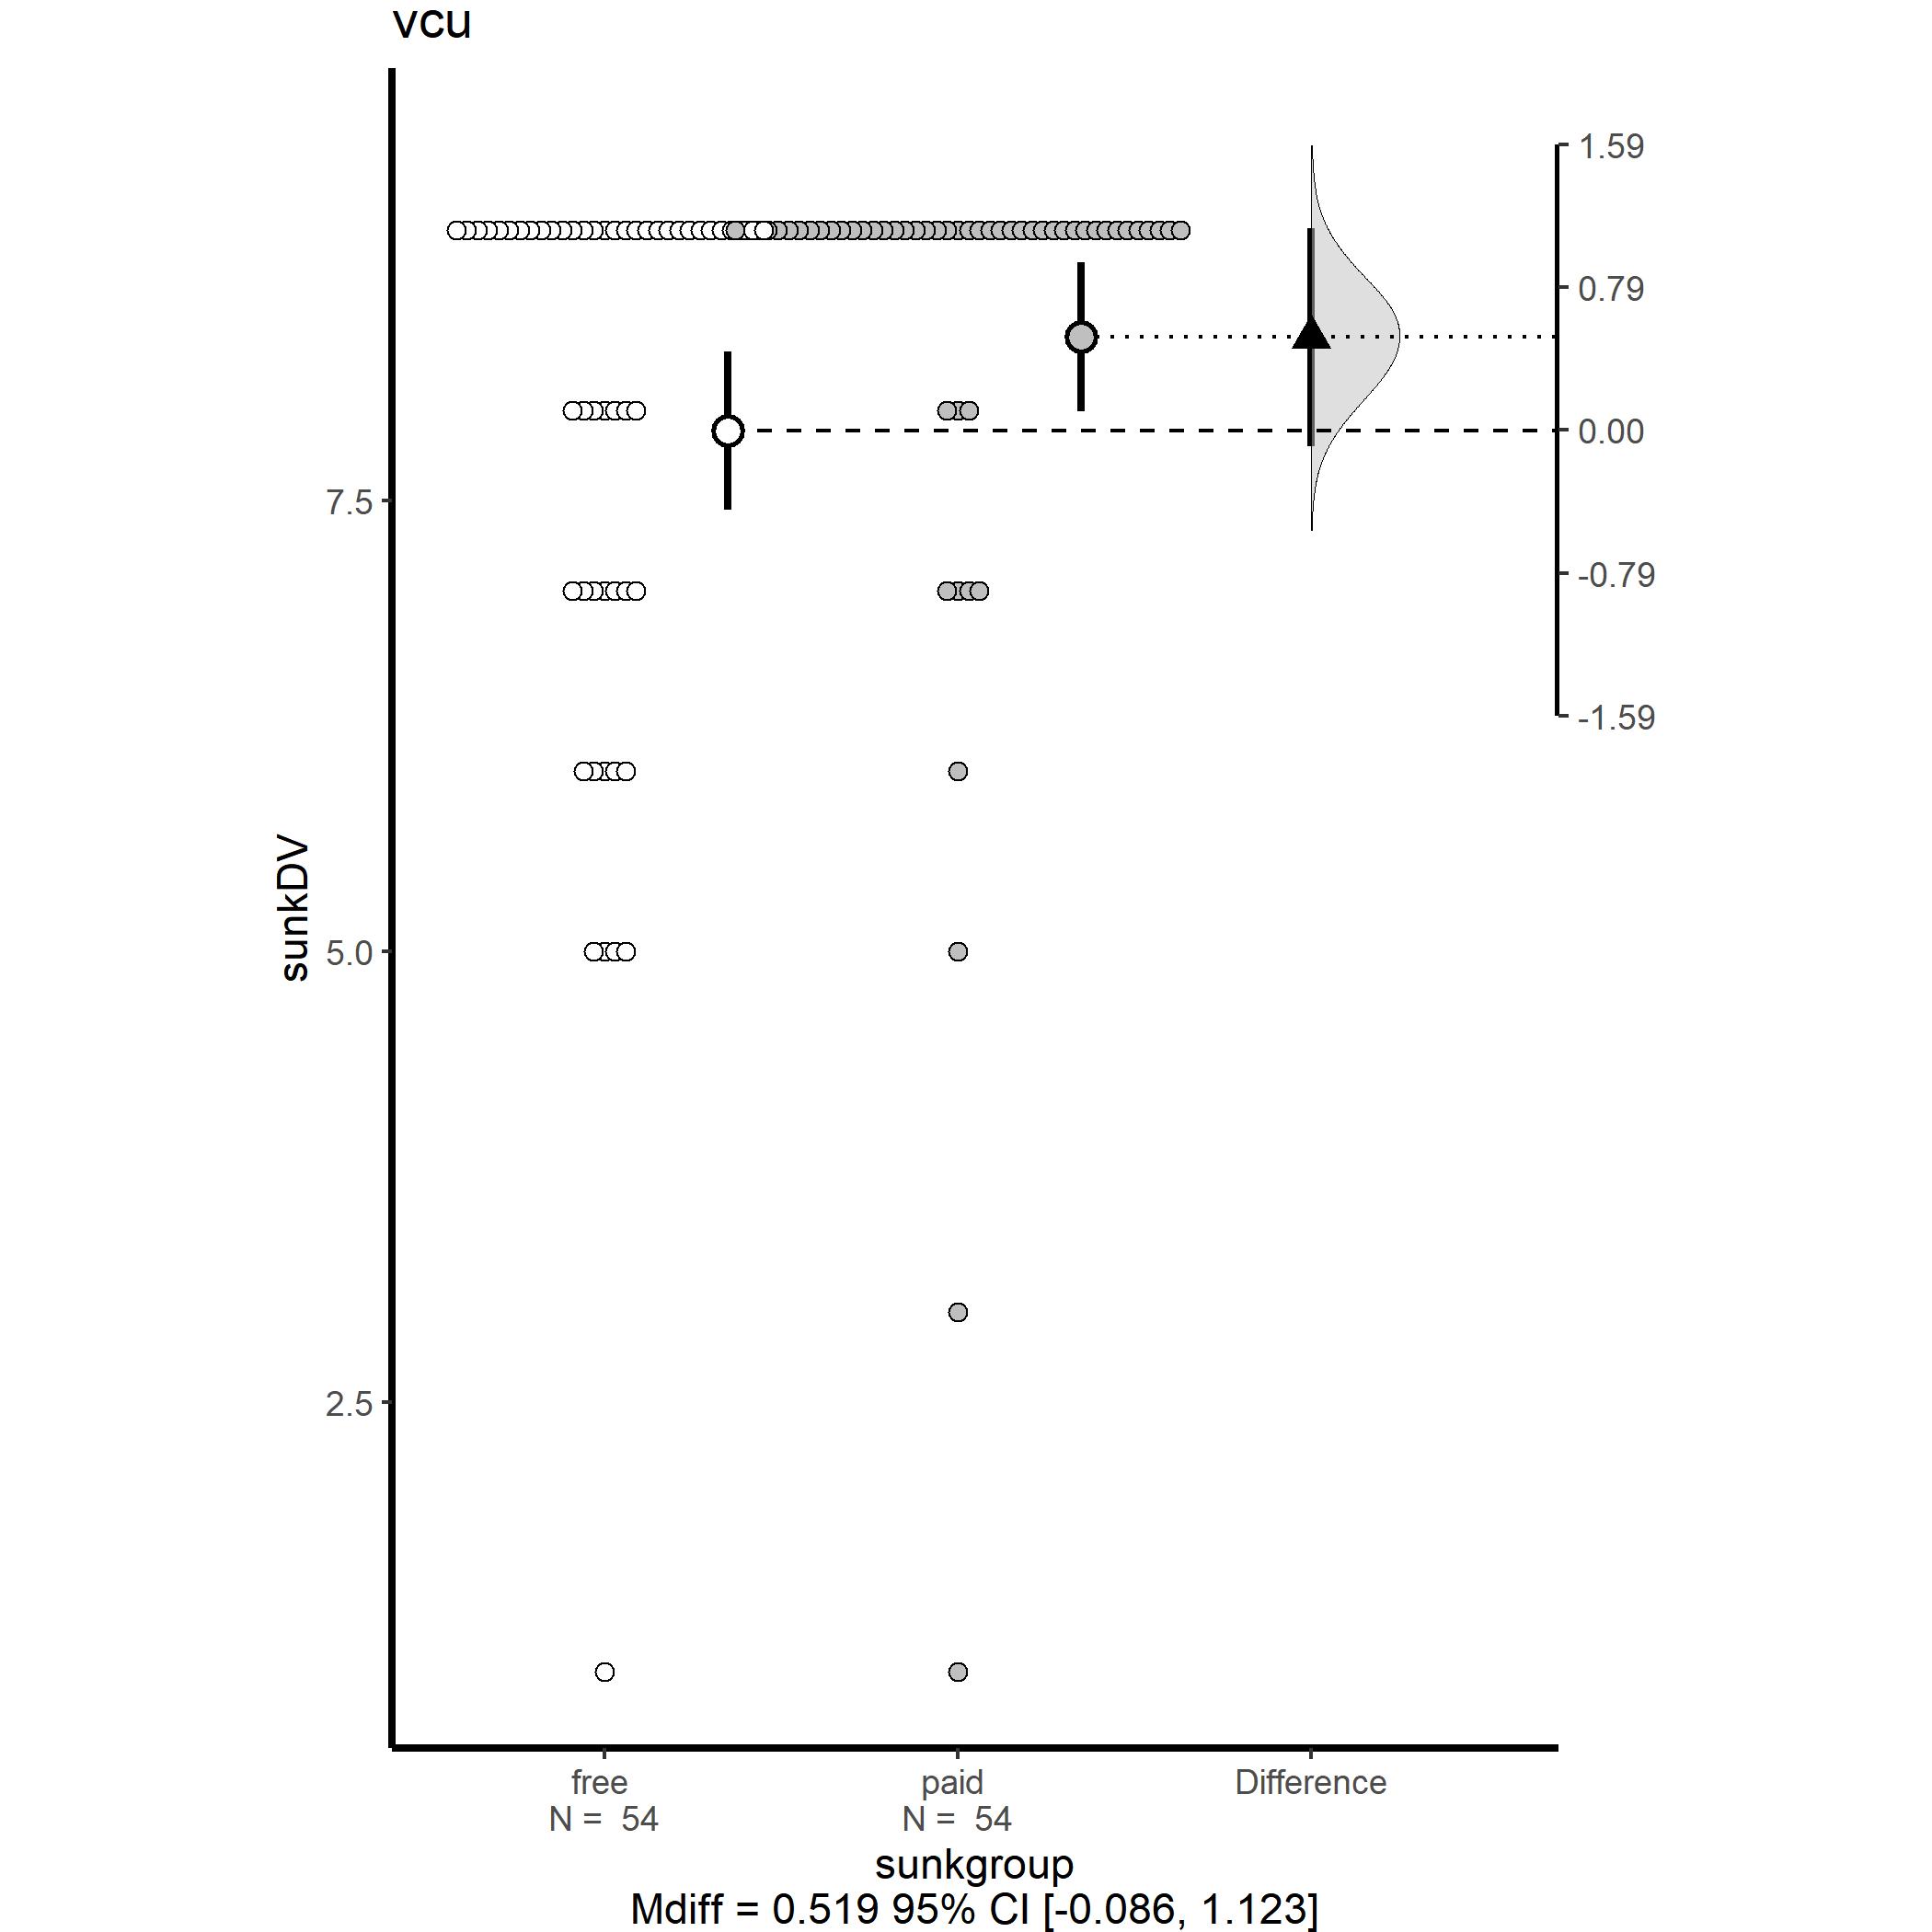 vcu
1.59
0.79
0.00
-0.79
-1.59
7.5
5.0
2.5
sunkDV
free paid Difference
N =  54 N =  54
sunkgroup
Mdiff = 0.519 95% CI [-0.086, 1.123]